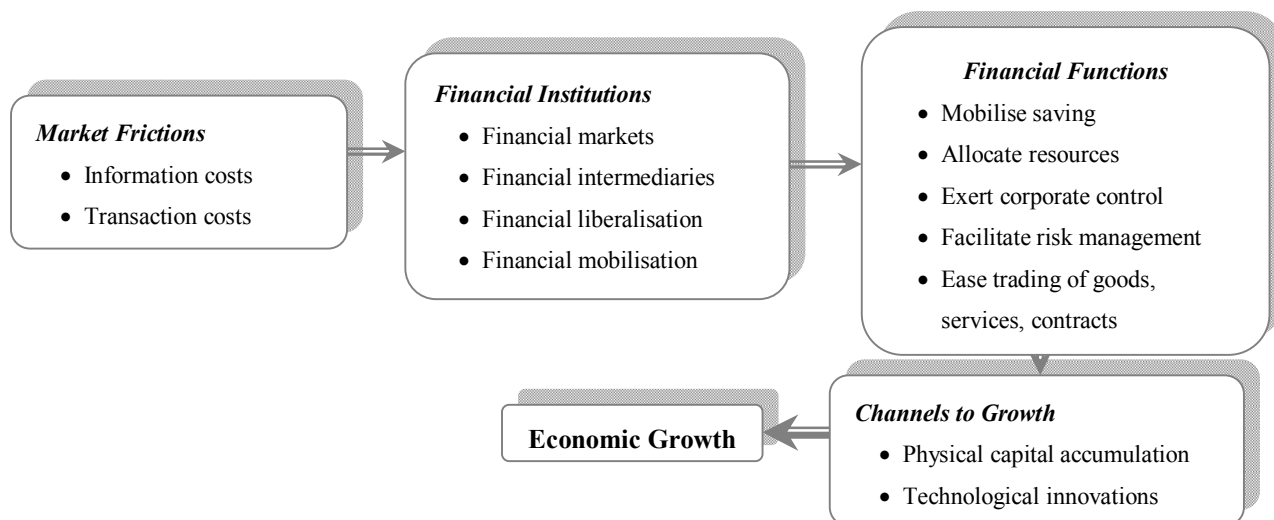 Market Frictions
• Information costs
• Transaction costs
Financial Institutions
• Financial markets
• Financial intermediaries
• Financial liberalisation
• Financial mobilisation
Financial Functions
• Mobilise saving
• Allocate resources
• Exert corporate control
• Facilitate risk management
• Ease trading of goods,
services, contracts
Channels to Growth
• Physical capital accumulation
• Technological innovations
Economic Growth